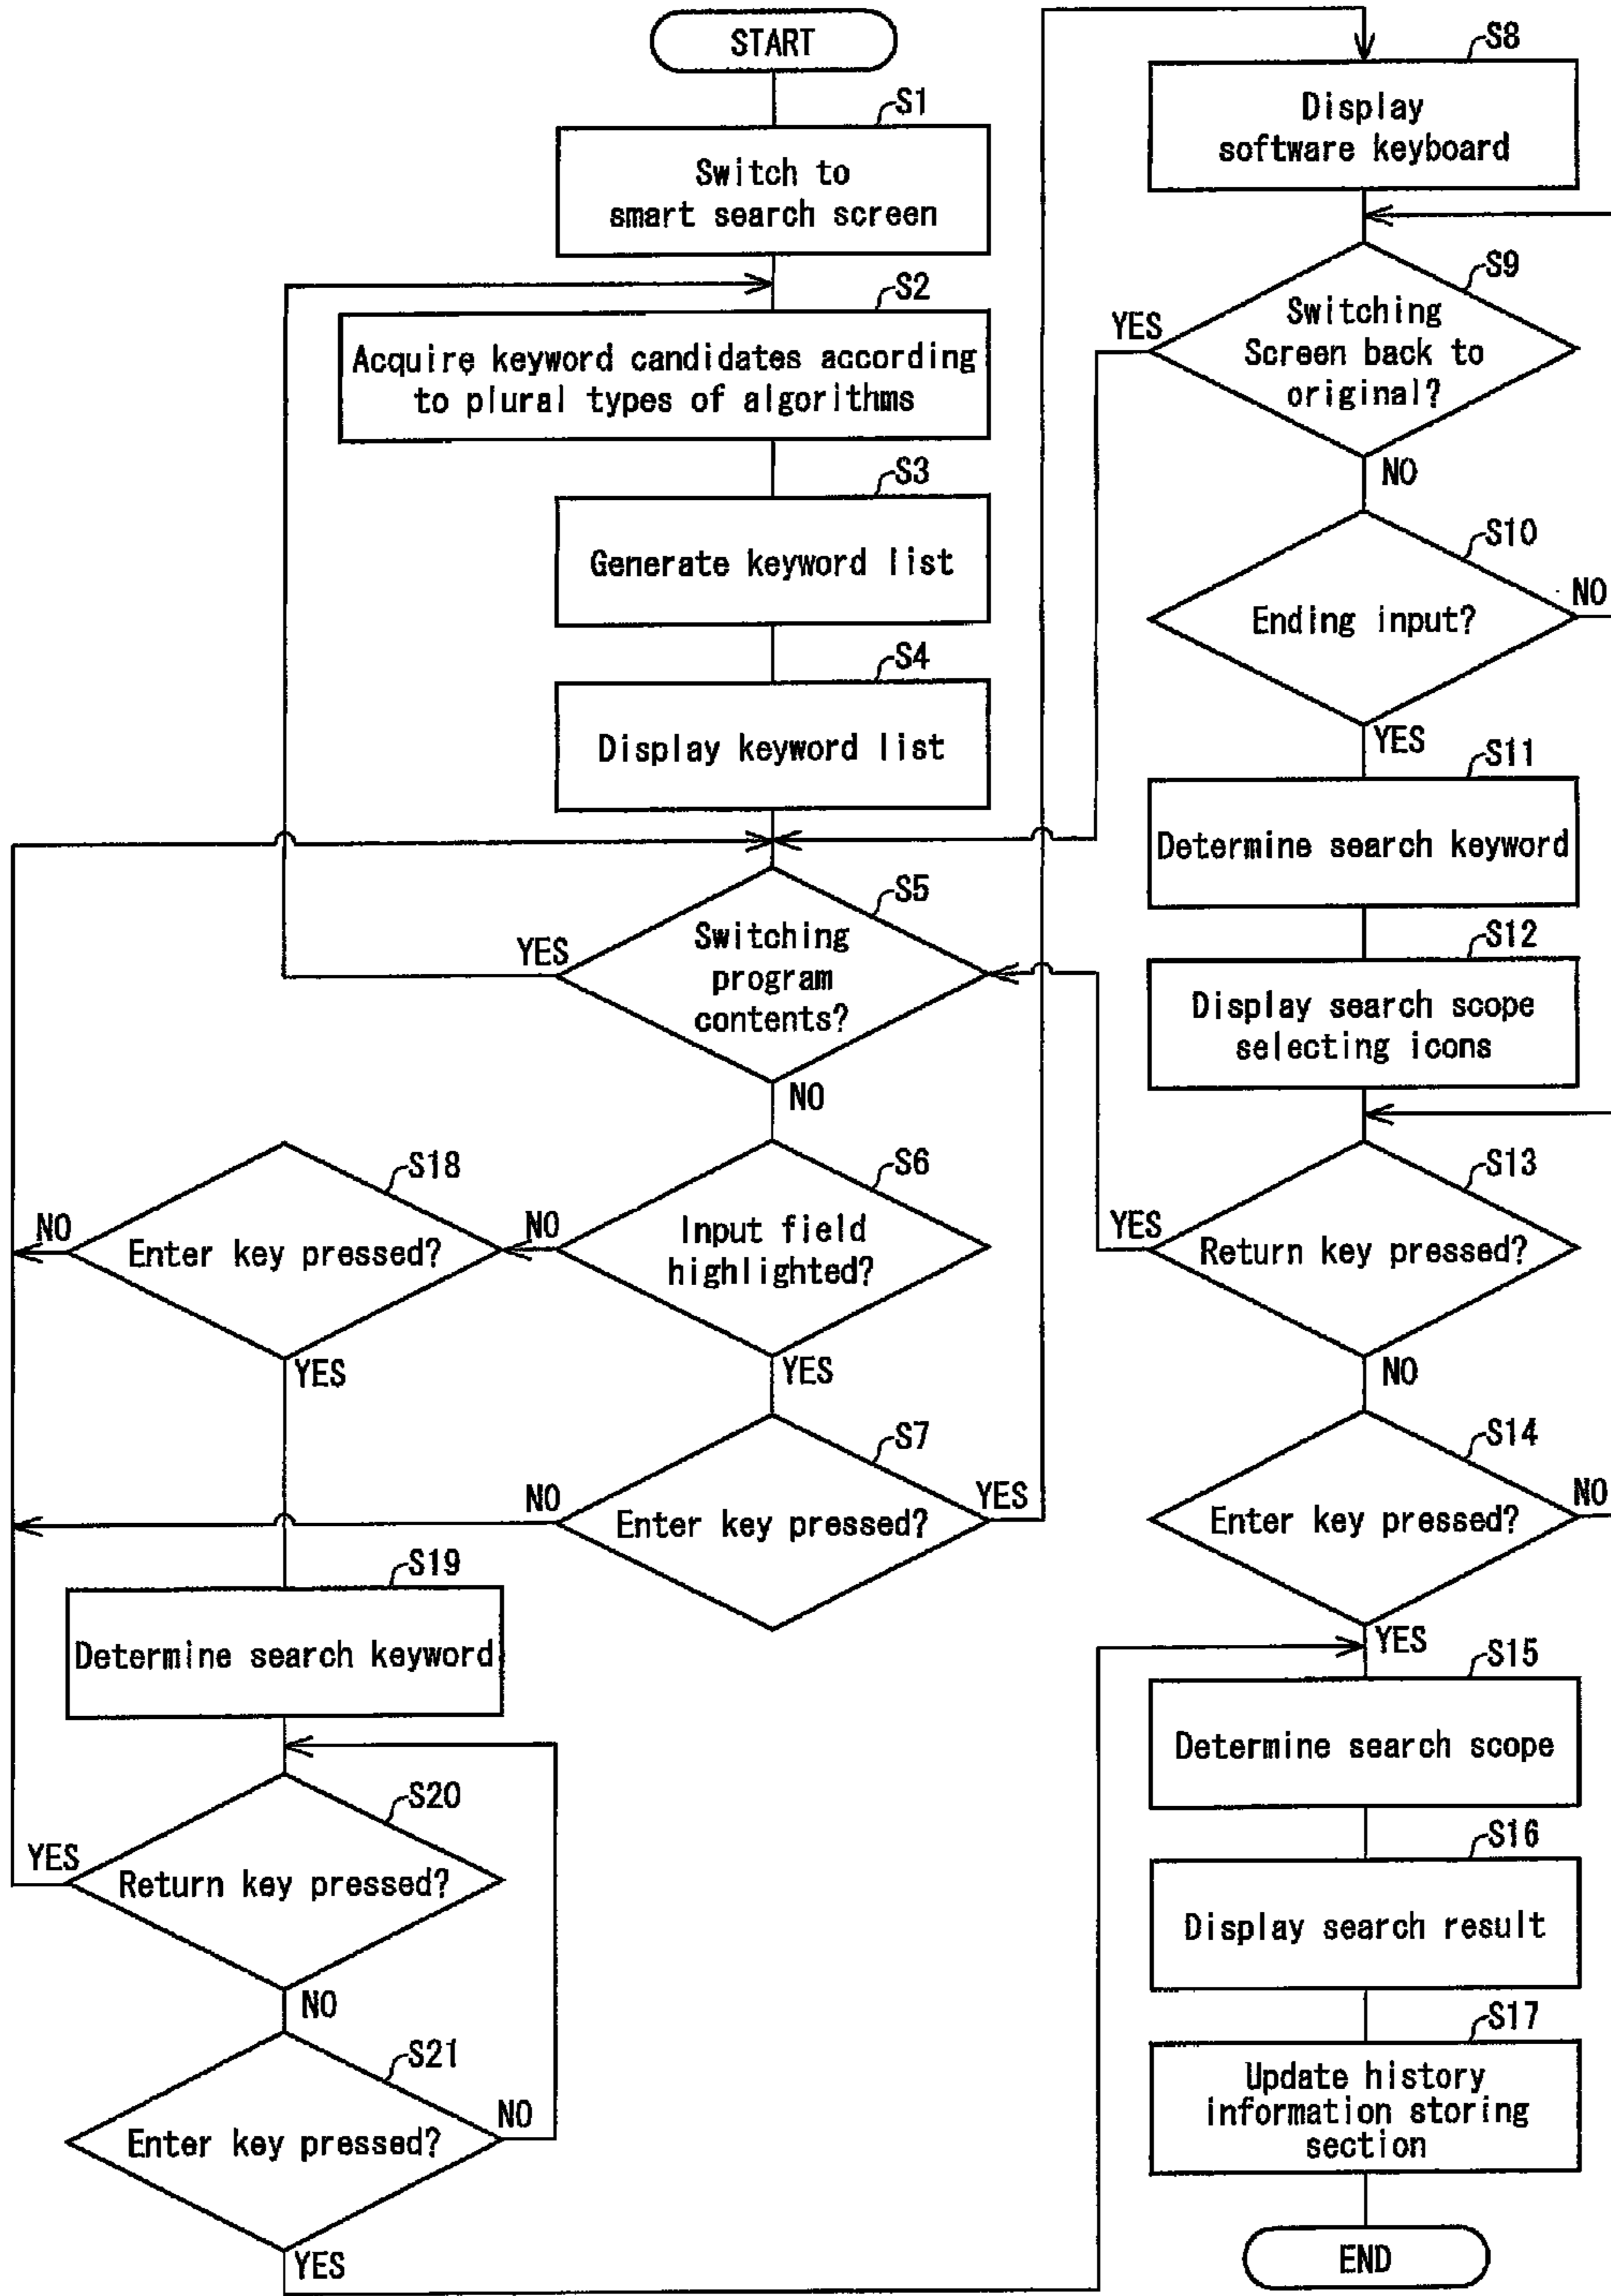 START
S1
Switch to
smart search screen
S2
Acquire keyword candidates according
to plural types of algorithms
S3
Generate keyword list
S4
Display keyword list
S5
Switching
program
contents?
YES
NO
S6
Input field
highlighted?
NO
YES
S18
Enter key pressed?
NO
YES
S7
Enter key pressed?
NO
YES
S19
Determine search keyword
S20
Return key pressed?
YES
NO
S21
Enter key pressed?
NO
YES
S8
Display
software keyboard
S9
Switching
Screen back to
original?
YES
NO
S10
Ending input?
NO
YES
S11
Determine search keyword
S12
Display search scope
selecting icons
S13
Return key pressed?
YES
NO
S14
Enter key pressed?
NO
YES
S15
Determine search scope
S16
Display search result
S17
Update history
information storing
section
END